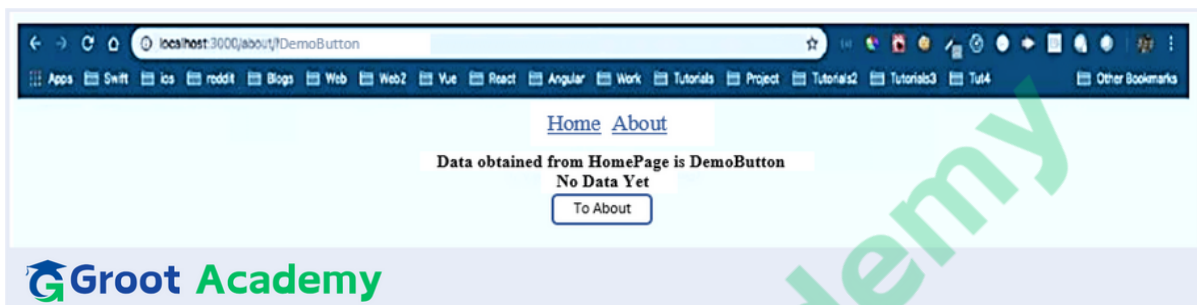 localhost:3000/about/?DemoButton
Apps Swift ios reddit Blogs Web Web2 Vue React Angular Work Tutorials Project Tutorials2 Tutorials3 Tut4 Other Bookmarks
Home About
Data obtained from HomePage is DemoButton
No Data Yet
To About
Groot Academy
demy